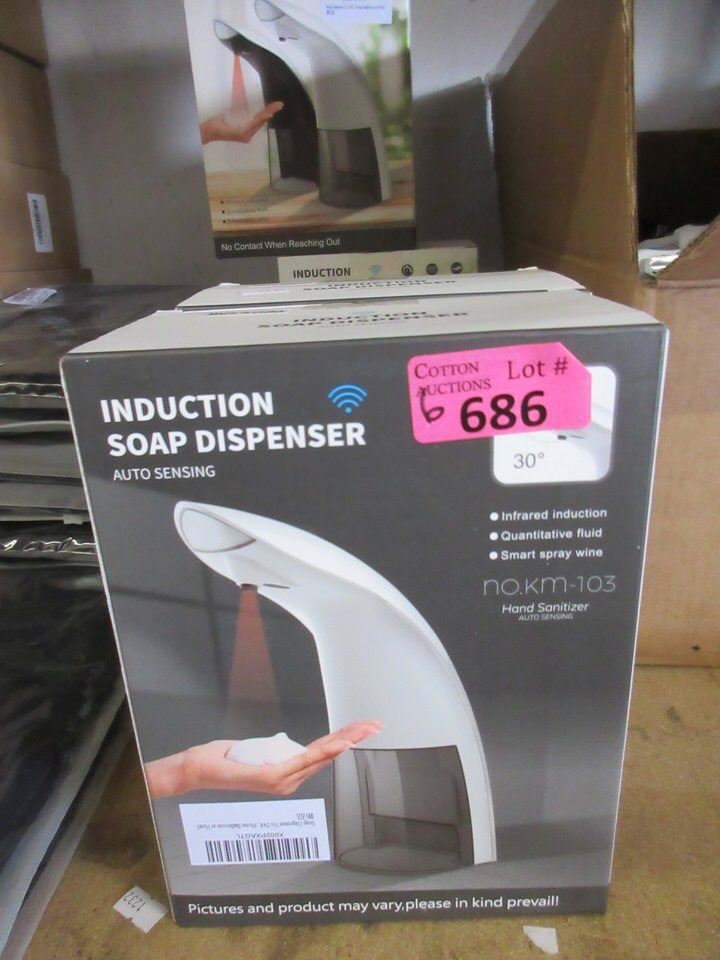 No Contact When Reaching Out
INDUCTION
INDUCTION
SOAP DISPENSER
COTTON
AUCTIONS
Lot #
6 686
INDUCTION
SOAP DISPENSER
AUTO SENSING
30°
Infrared induction
Quantitative fluid
Smart spray wine
no.km-103
Hand Sanitizer
AUTO SENSING
X002PXAGTL
Pictures and product may vary,please in kind prevail!
1232